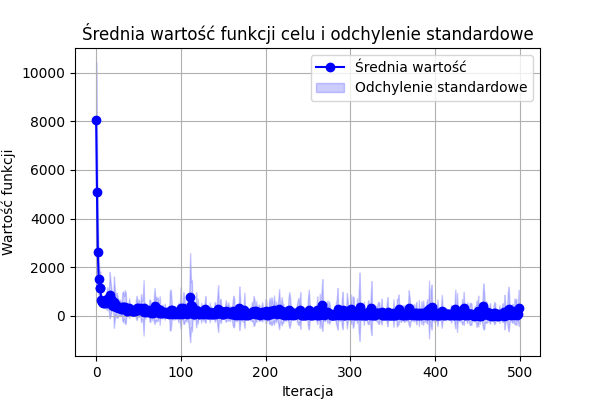 Średnia wartość funkcji celu i odchylenie standardowe
Średnia wartość
Odchylenie standardowe
Wartość funkcji
10000
8000
6000
4000
2000
0
0 100 200 300 400 500
Iteracja